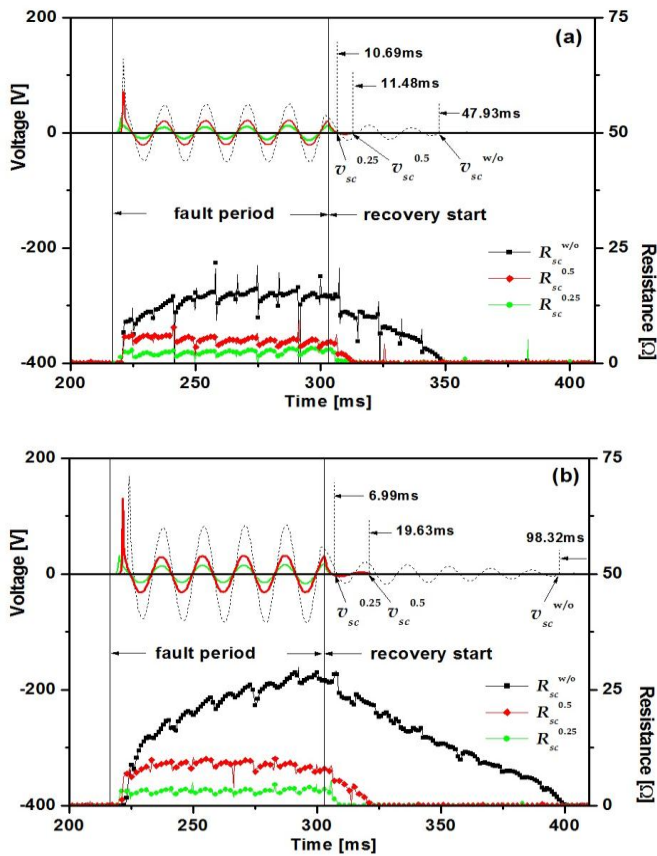 200
75
(a)
10.69ms
100
11.48ms
47.93ms
Voltage [V]
0
50
v_sc^0.25
v_sc^0.5
v_sc^w/o
fault period
recovery start
-200
25
R_sc^w/o
R_sc^0.5
R_sc^0.25
Resistance [Ω]
-400
0
200 250 300 350 400
Time [ms]
200
75
(b)
6.99ms
100
19.63ms
98.32ms
Voltage [V]
0
50
v_sc^0.25
v_sc^0.5
v_sc^w/o
fault period
recovery start
-200
25
R_sc^w/o
R_sc^0.5
R_sc^0.25
Resistance [Ω]
-400
0
200 250 300 350 400
Time [ms]